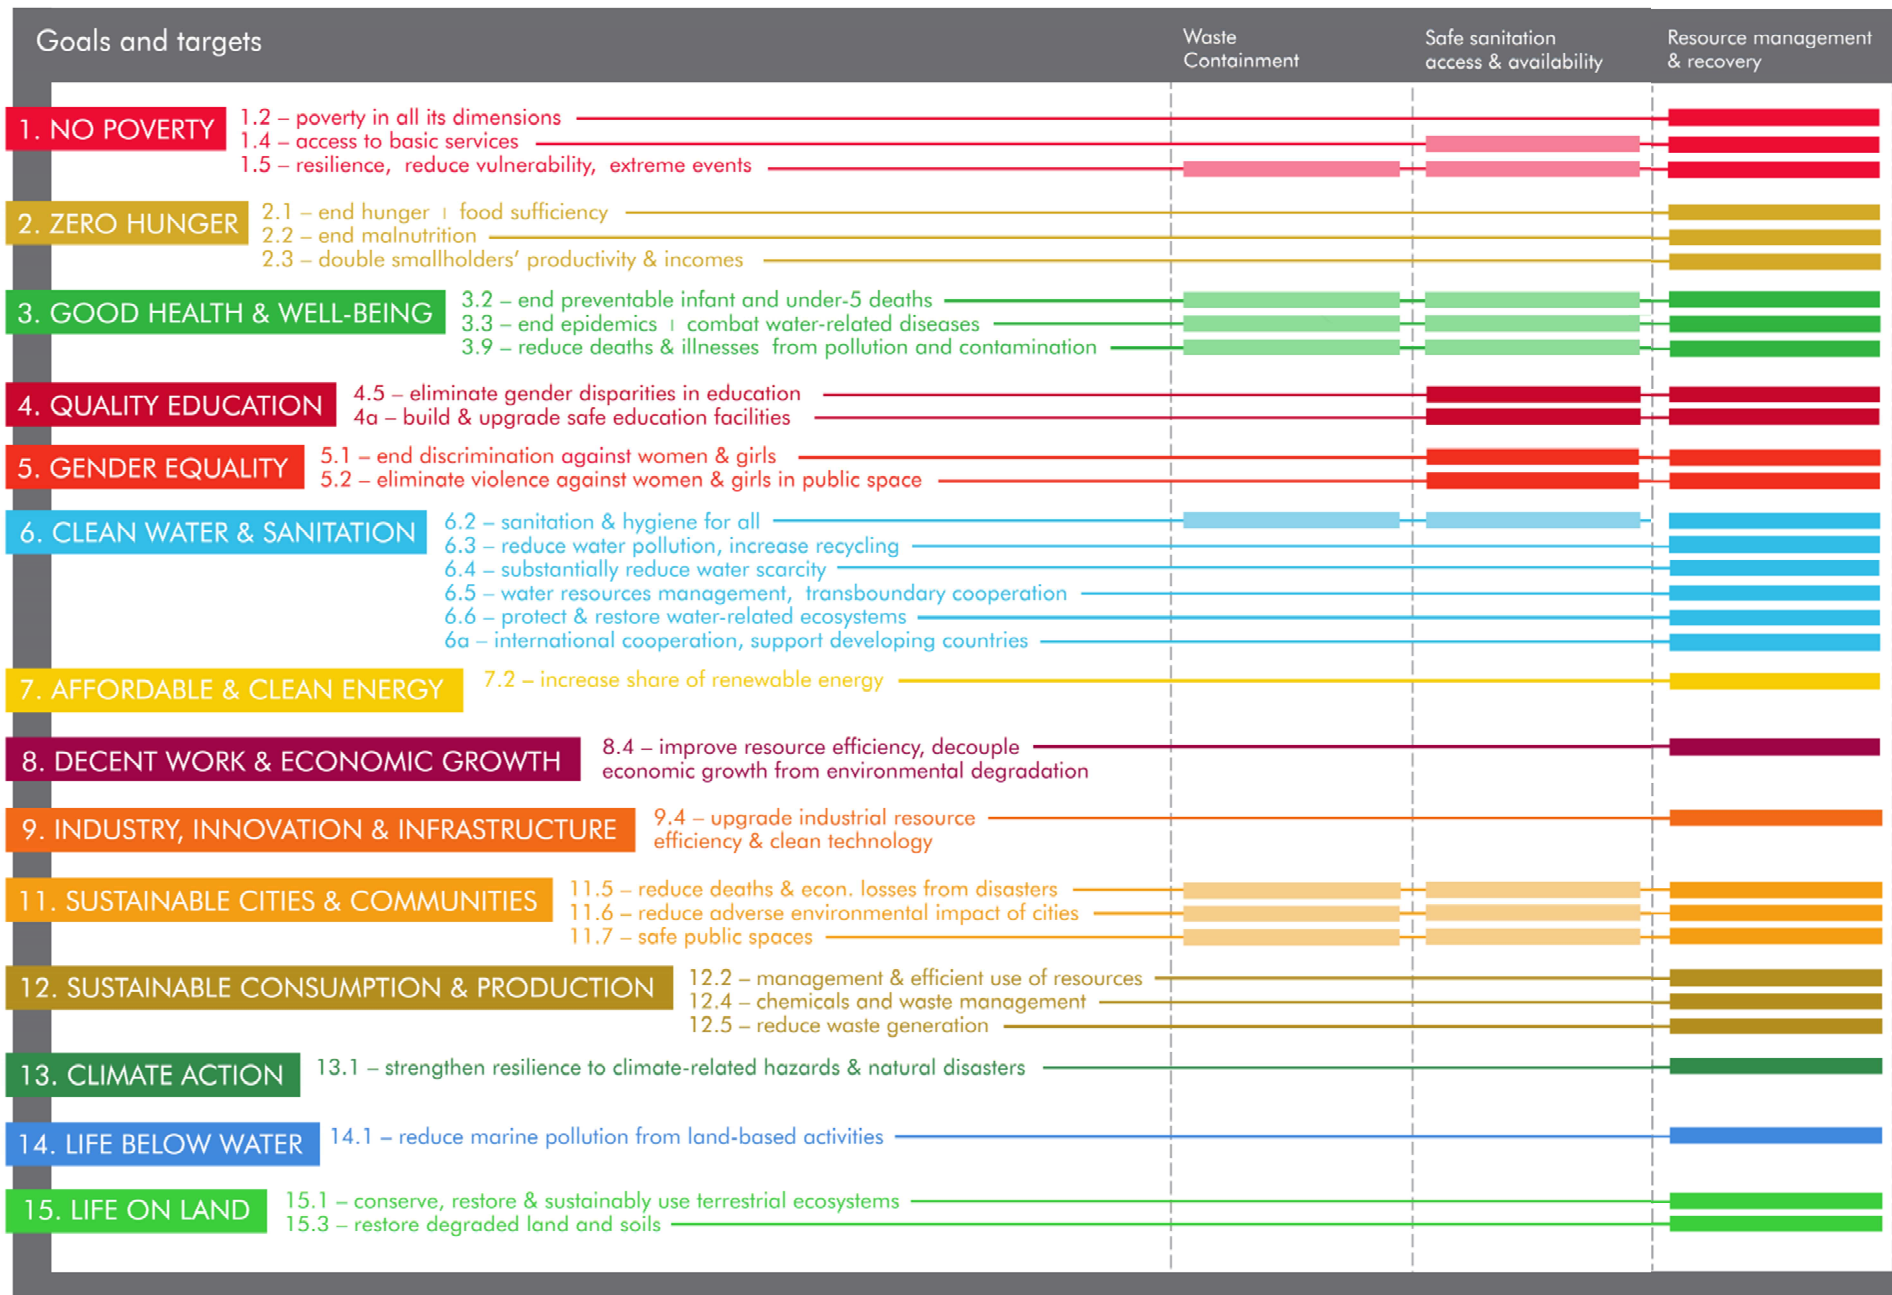 Goals and targets
Waste
Containment
Safe sanitation
access & availability
Resource management
& recovery
1. NO POVERTY
1.2 – poverty in all its dimensions
1.4 – access to basic services
1.5 – resilience, reduce vulnerability, extreme events
2. ZERO HUNGER
2.1 – end hunger | food sufficiency
2.2 – end malnutrition
2.3 – double smallholders' productivity & incomes
3. GOOD HEALTH & WELL-BEING
3.2 – end preventable infant and under-5 deaths
3.3 – end epidemics | combat water-related diseases
3.9 – reduce deaths & illnesses from pollution and contamination
4. QUALITY EDUCATION
4.5 – eliminate gender disparities in education
4a – build & upgrade safe education facilities
5. GENDER EQUALITY
5.1 – end discrimination against women & girls
5.2 – eliminate violence against women & girls in public space
6. CLEAN WATER & SANITATION
6.2 – sanitation & hygiene for all
6.3 – reduce water pollution, increase recycling
6.4 – substantially reduce water scarcity
6.5 – water resources management, transboundary cooperation
6.6 – protect & restore water-related ecosystems
6a – international cooperation, support developing countries
7. AFFORDABLE & CLEAN ENERGY
7.2 – increase share of renewable energy
8. DECENT WORK & ECONOMIC GROWTH
8.4 – improve resource efficiency, decouple
economic growth from environmental degradation
9. INDUSTRY, INNOVATION & INFRASTRUCTURE
9.4 – upgrade industrial resource
efficiency & clean technology
11. SUSTAINABLE CITIES & COMMUNITIES
11.5 – reduce deaths & econ. losses from disasters
11.6 – reduce adverse environmental impact of cities
11.7 – safe public spaces
12. SUSTAINABLE CONSUMPTION & PRODUCTION
12.2 – management & efficient use of resources
12.4 – chemicals and waste management
12.5 – reduce waste generation
13. CLIMATE ACTION
13.1 – strengthen resilience to climate-related hazards & natural disasters
14. LIFE BELOW WATER
14.1 – reduce marine pollution from land-based activities
15. LIFE ON LAND
15.1 – conserve, restore & sustainably use terrestrial ecosystems
15.3 – restore degraded land and soils